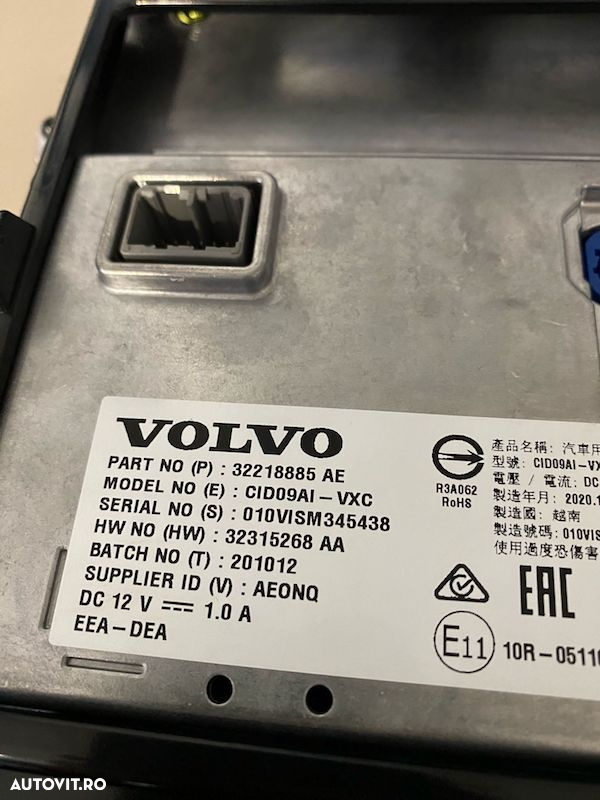 VOLVO
PART NO (P) : 32218885 AE
MODEL NO (E) : CID09AI-VXC
SERIAL NO (S) : 010VISM345438
HW NO (HW) : 32315268 AA
BATCH NO (T) : 201012
SUPPLIER ID (V) : AEONQ
DC 12 V 1.0 A
EEA-DEA
R3A062
RoHS
產品名稱: 汽車用
型號: CID09AI-VX
電壓 / 電流: DC
製造年月: 2020.1
製造國: 越南
製造號碼: 010VIS
使用過度恐傷害
EAC
E11
10R-05110
AUTOVIT.RO